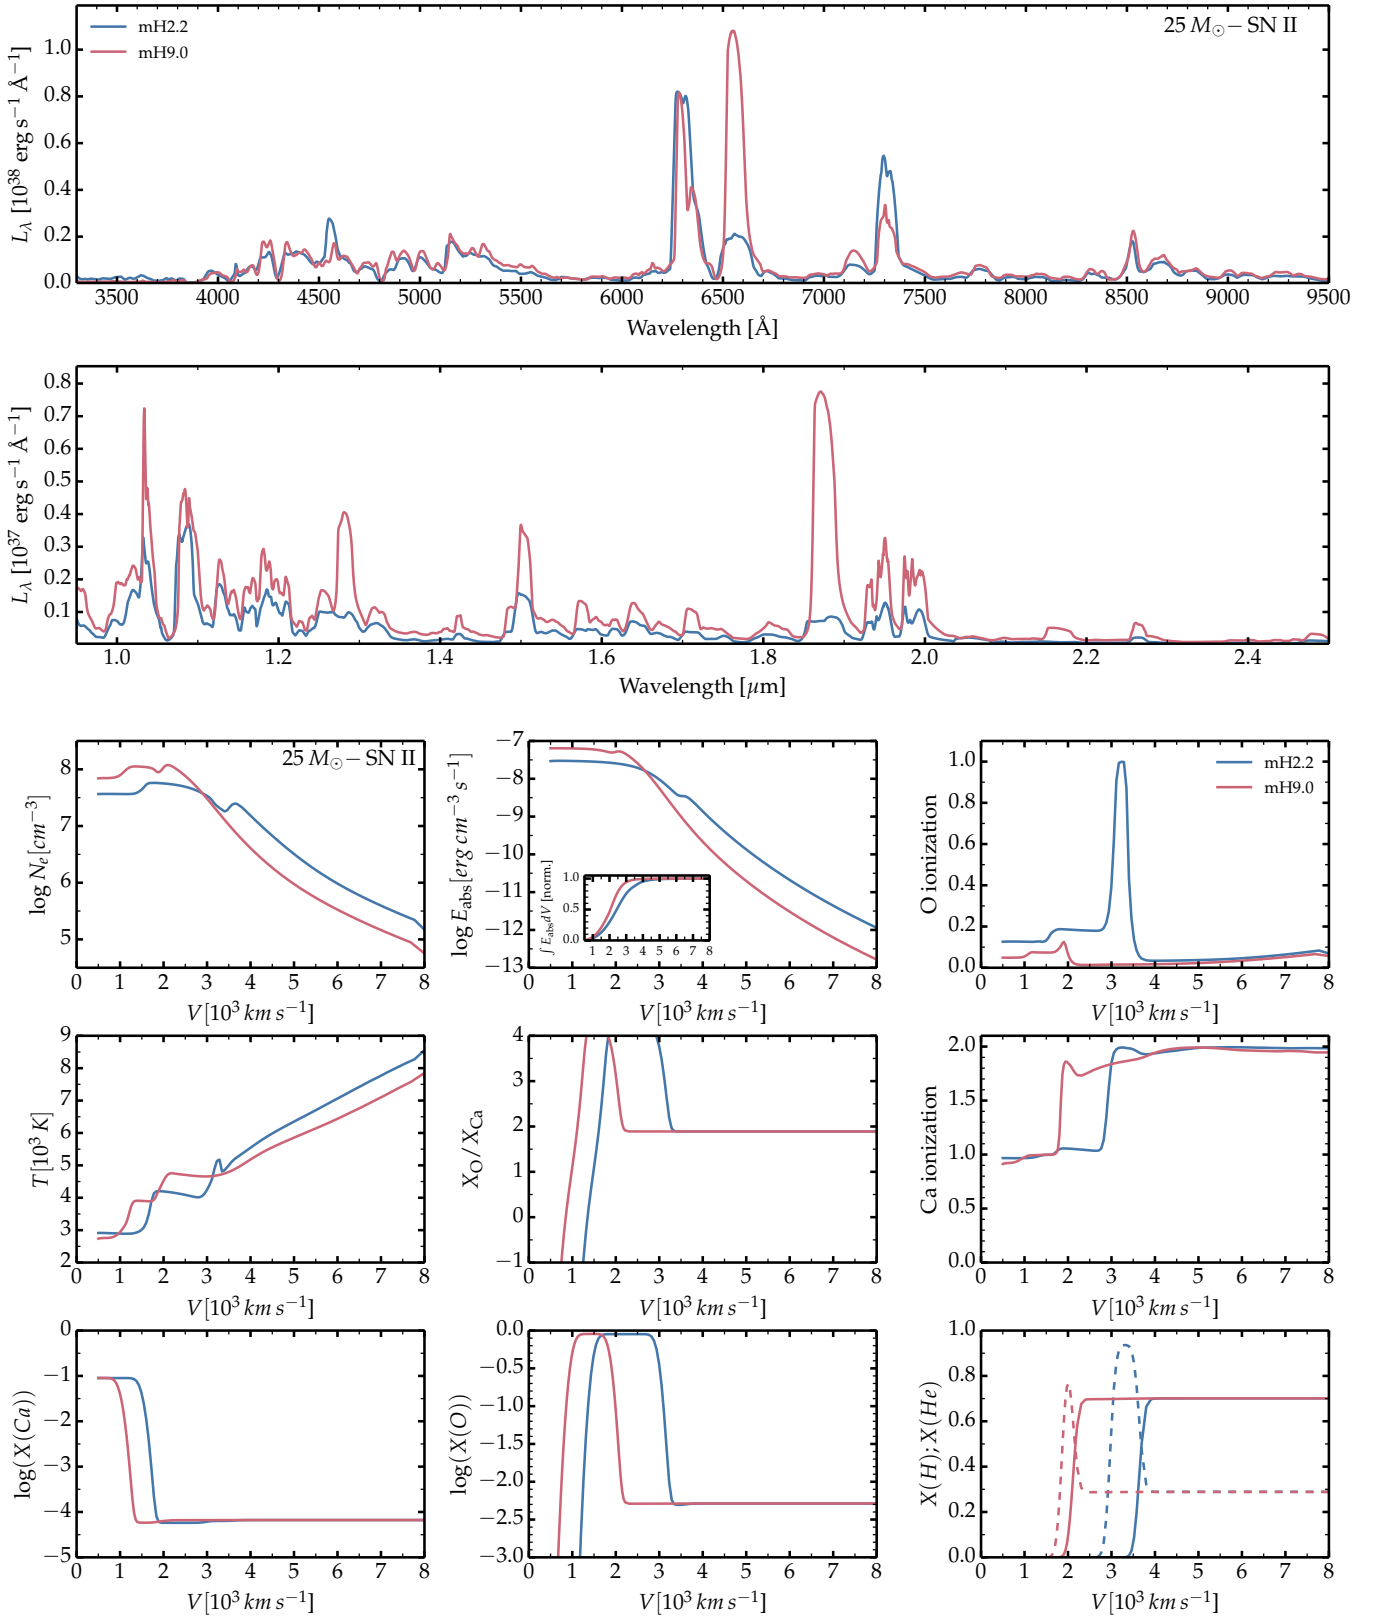 mH2.2
mH9.0
25 M⊙− SN II
L_λ [10^38 erg s^−1 Å^−1]
1.0
0.8
0.6
0.4
0.2
0.0
3500 4000 4500 5000 5500 6000 6500 7000 7500 8000 8500 9000 9500
Wavelength [Å]
L_λ [10^37 erg s^−1 Å^−1]
0.8
0.7
0.6
0.5
0.4
0.3
0.2
0.1
1.0 1.2 1.4 1.6 1.8 2.0 2.2 2.4
Wavelength [μm]
25 M⊙− SN II
log N_e [cm^−3]
8
7
6
5
0 1 2 3 4 5 6 7 8
V [10^3 km s^−1]
log E_abs [erg cm^−3 s^−1]
−7
−8
−9
−10
−11
−12
−13
∫ E_abs dV [norm.]
1.0
0.5
0.0
1 2 3 4 5 6 7 8
0 1 2 3 4 5 6 7 8
V [10^3 km s^−1]
mH2.2
mH9.0
O ionization
1.0
0.8
0.6
0.4
0.2
0.0
0 1 2 3 4 5 6 7 8
V [10^3 km s^−1]
T [10^3 K]
9
8
7
6
5
4
3
2
0 1 2 3 4 5 6 7 8
V [10^3 km s^−1]
X_O/X_Ca
4
3
2
1
0
−1
0 1 2 3 4 5 6 7 8
V [10^3 km s^−1]
Ca ionization
2.0
1.5
1.0
0.5
0.0
0 1 2 3 4 5 6 7 8
V [10^3 km s^−1]
log(X(Ca))
0
−1
−2
−3
−4
−5
0 1 2 3 4 5 6 7 8
V [10^3 km s^−1]
log(X(O))
0.0
−0.5
−1.0
−1.5
−2.0
−2.5
−3.0
0 1 2 3 4 5 6 7 8
V [10^3 km s^−1]
X(H); X(He)
1.0
0.8
0.6
0.4
0.2
0.0
0 1 2 3 4 5 6 7 8
V [10^3 km s^−1]